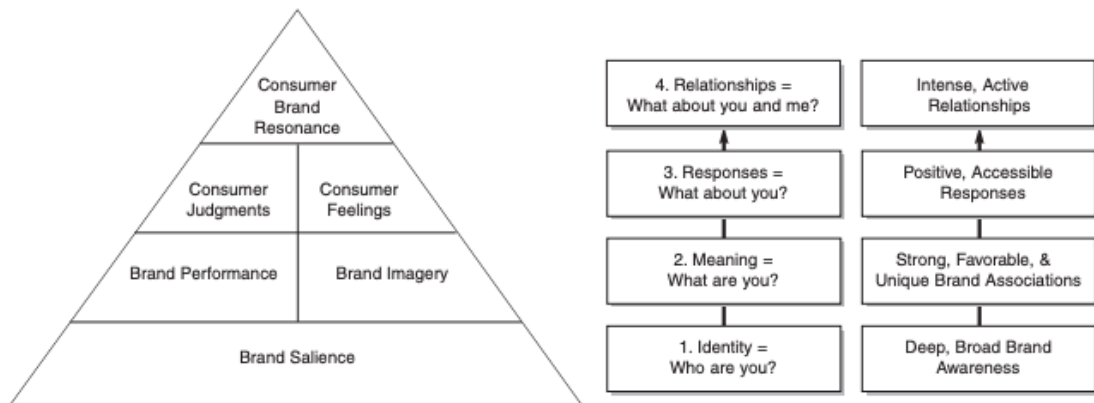 Consumer
Brand
Resonance
Consumer
Judgments
Consumer
Feelings
Brand Performance
Brand Imagery
Brand Salience
4. Relationships =
What about you and me?
3. Responses =
What about you?
2. Meaning =
What are you?
1. Identity =
Who are you?
Intense, Active
Relationships
Positive, Accessible
Responses
Strong, Favorable, &
Unique Brand Associations
Deep, Broad Brand
Awareness